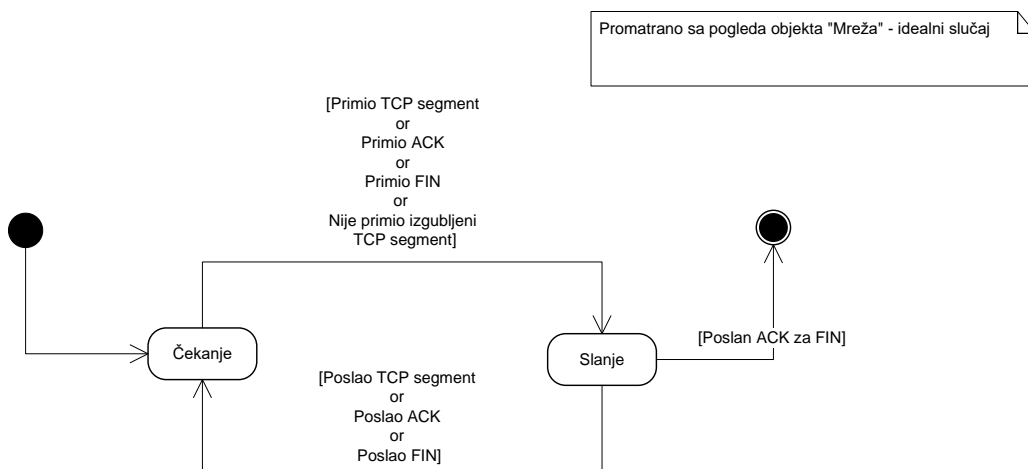 Promatrano sa pogleda objekta "Mreža" - idealni slučaj
[Primio TCP segment
or
Primio ACK
or
Primio FIN
or
Nije primio izgubljeni
TCP segment]
Čekanje
Slanje
[Poslan ACK za FIN]
[Poslao TCP segment
or
Poslao ACK
or
Poslao FIN]